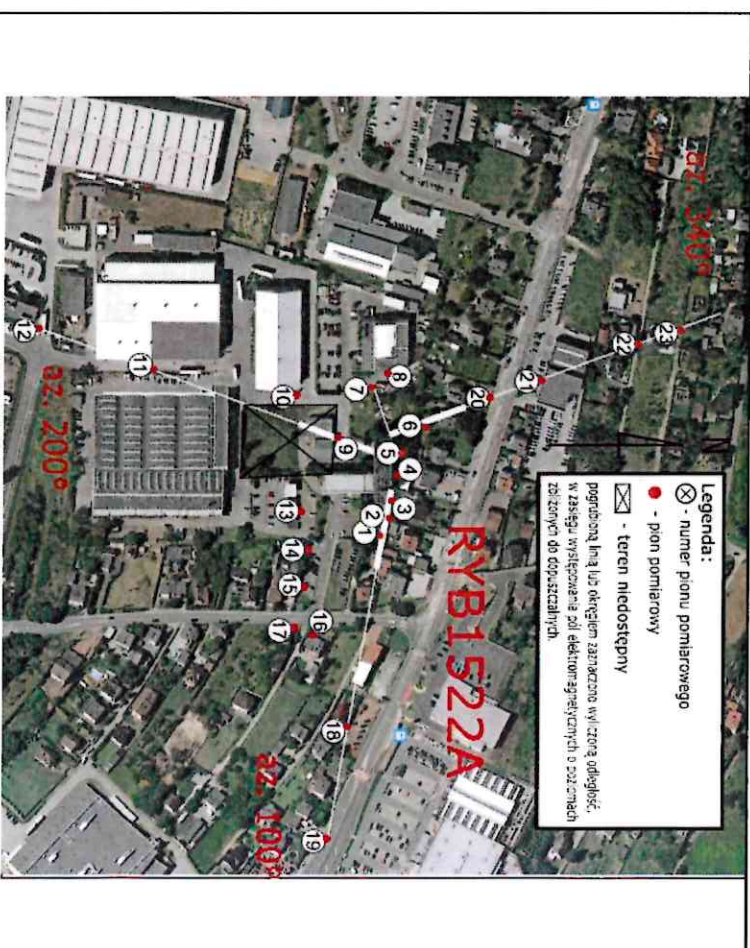 RYB1522A
az. 340°
az. 200°
az. 100°
Legenda:
X - numer pionu pomiarowego
- pion pomiarowy
- teren niedostępny
pogrubioną linią lub okręgiem zaznaczono wyliczoną odległość,
w zasięgu występowania pól elektromagnetycznych o poziomach
zbliżonych do dopuszczalnych.
1
2
3
4
5
6
7
8
9
10
11
12
13
14
15
16
17
18
19
20
21
22
23